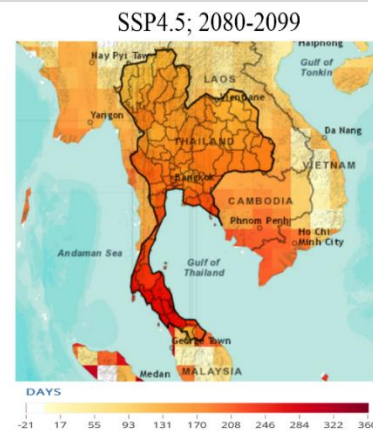 SSP4.5; 2080-2099
Haiphong
Nay Pyi Taw
Gulf of
Tonkin
LAOS
Vientiane
Yangon
Da Nang
THAILAND
VIETNAM
Bangkok
CAMBODIA
Phnom Penh
Ho Chi
Minh City
Andaman Sea
Gulf of
Thailand
George Town
Medan
MALAYSIA
DAYS
-21 17 55 93 131 170 208 246 284 322 360